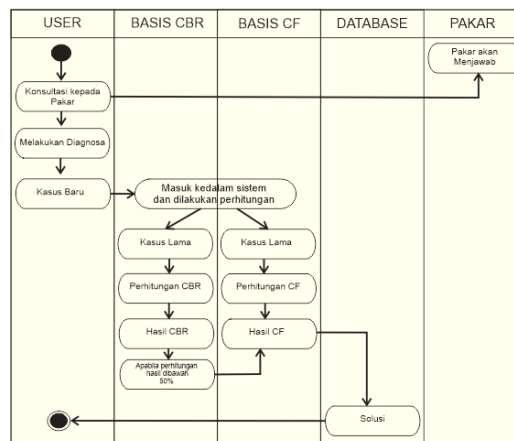 USER
BASIS CBR
BASIS CF
DATABASE
PAKAR
Pakar akan
Menjawab
Konsultasi kepada
Pakar
Melakukan Diagnosa
Kasus Baru
Masuk kedalam sistem
dan dilakukan perhitungan
Kasus Lama
Kasus Lama
Perhitungan CBR
Perhitungan CF
Hasil CBR
Hasil CF
Apabila perhitungan
hasil dibawah
50%
Solusi